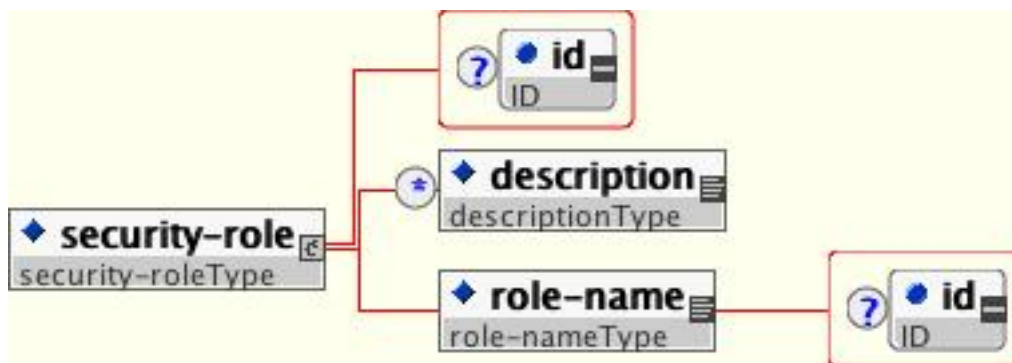 ? id
ID
* description
descriptionType
security-role
security-roleType
role-name
role-nameType
? id
ID